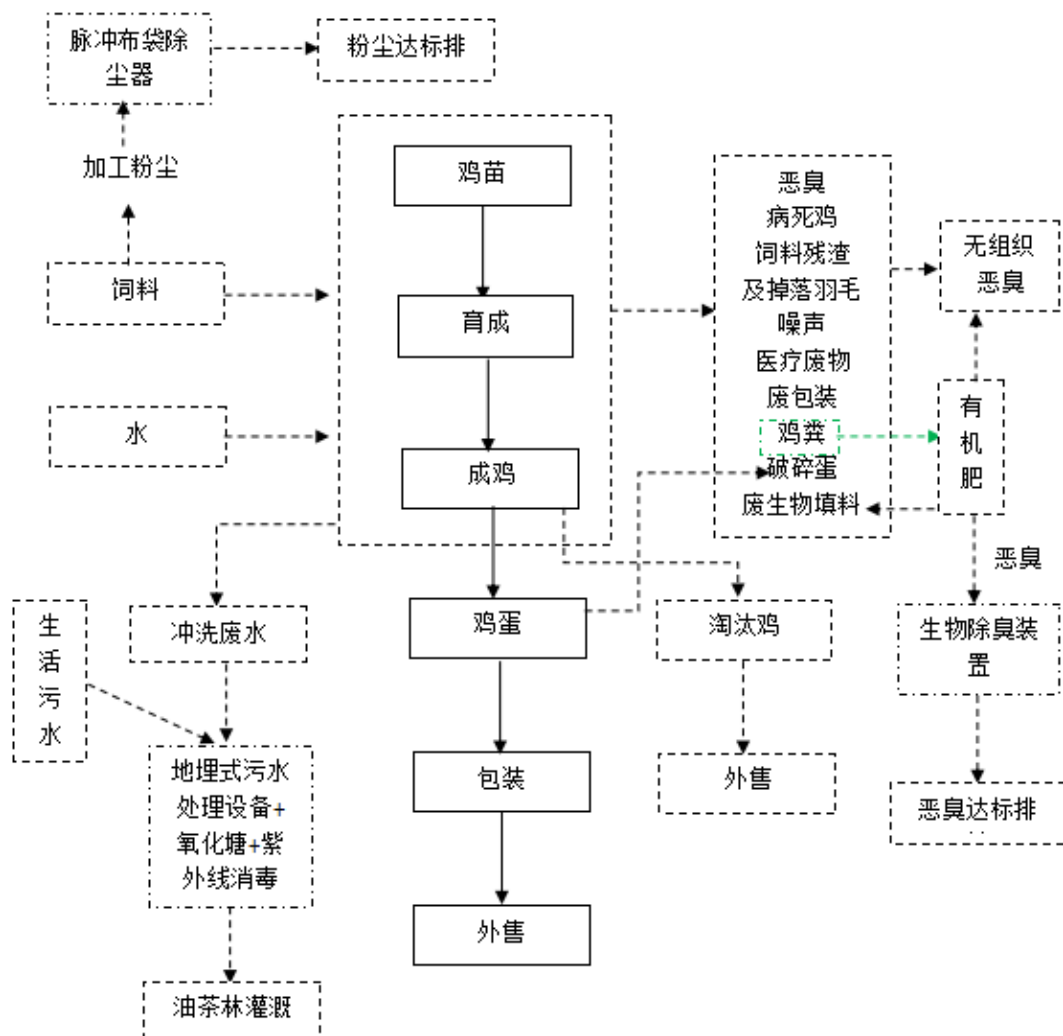 脉冲布袋除
尘器
粉尘达标排
加工粉尘
饲料
水
鸡苗
育成
成鸡
鸡蛋
包装
外售
恶臭
病死鸡
饲料残渣
及掉落羽毛
噪声
医疗废物
废包装
鸡粪
破碎蛋
废生物填料
无组织
恶臭
有
机
肥
恶臭
生物除臭装
置
恶臭达标排
淘汰鸡
外售
冲洗废水
生
活
污
水
地埋式污水
处理设备+
氧化塘+紫
外线消毒
油茶林灌溉